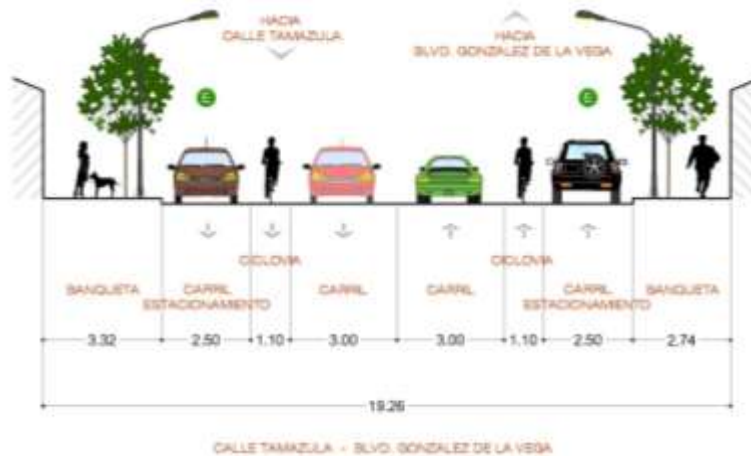 HACIA
CALLE TAMAZULA
HACIA
BLVD. GONZALEZ DE LA VEGA
E
E
CICLOVIA
CICLOVIA
BANQUETA
CARRIL
ESTACIONAMIENTO
CARRIL
CARRIL
CARRIL
ESTACIONAMIENTO
BANQUETA
3.32
2.50
1.10
3.00
3.00
1.10
2.50
2.74
19.26
CALLE TAMAZULA - BLVD. GONZALEZ DE LA VEGA